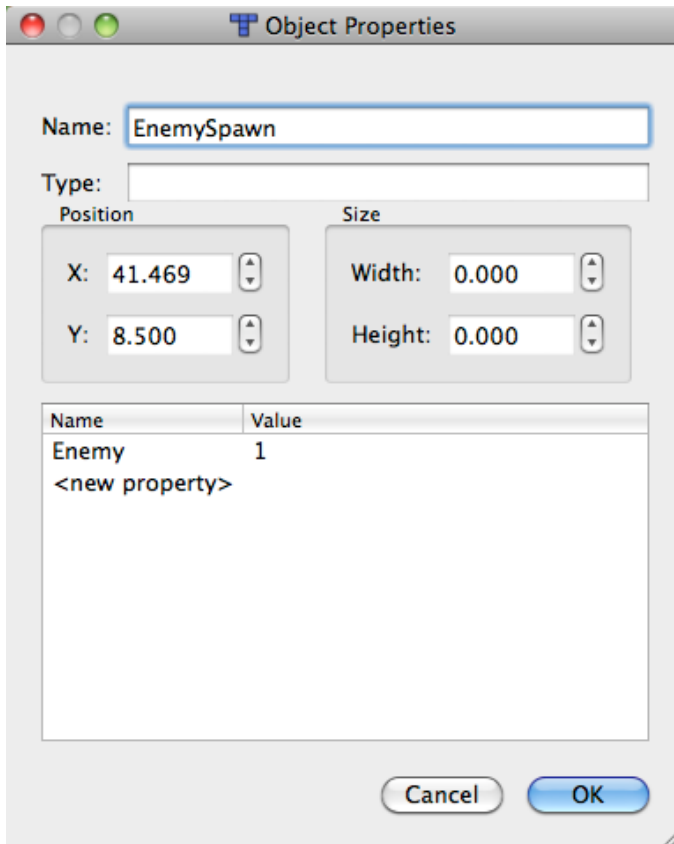 Object Properties
Name: EnemySpawn
Type:
Position Size
X: 41.469 Width: 0.000
Y: 8.500 Height: 0.000
Name Value
Enemy 1
<new property>
Cancel OK